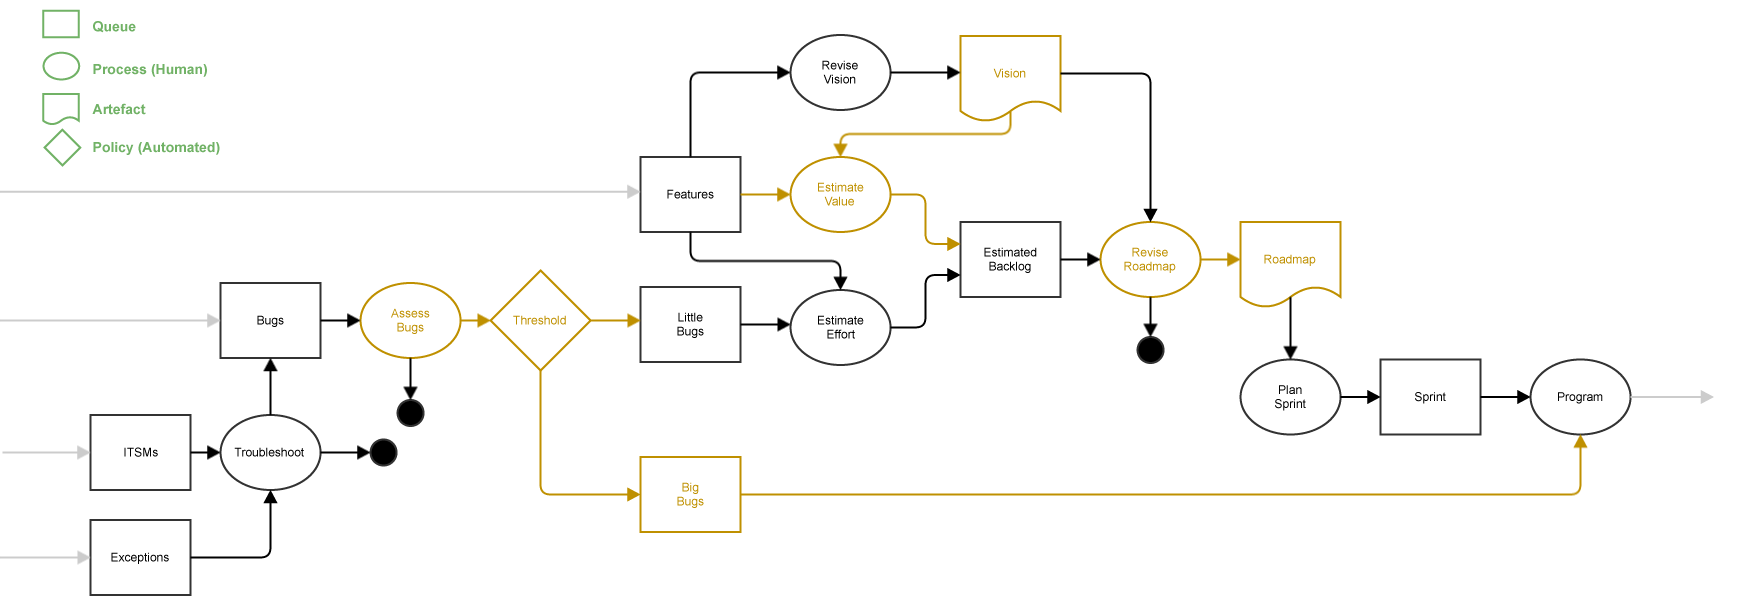 Queue
Process (Human)
Artefact
Policy (Automated)
Revise
Vision
Vision
Features
Estimate
Value
Estimated
Backlog
Revise
Roadmap
Roadmap
Bugs
Assess
Bugs
Threshold
Little
Bugs
Estimate
Effort
Plan
Sprint
Sprint
Program
ITSMs
Troubleshoot
Big
Bugs
Exceptions